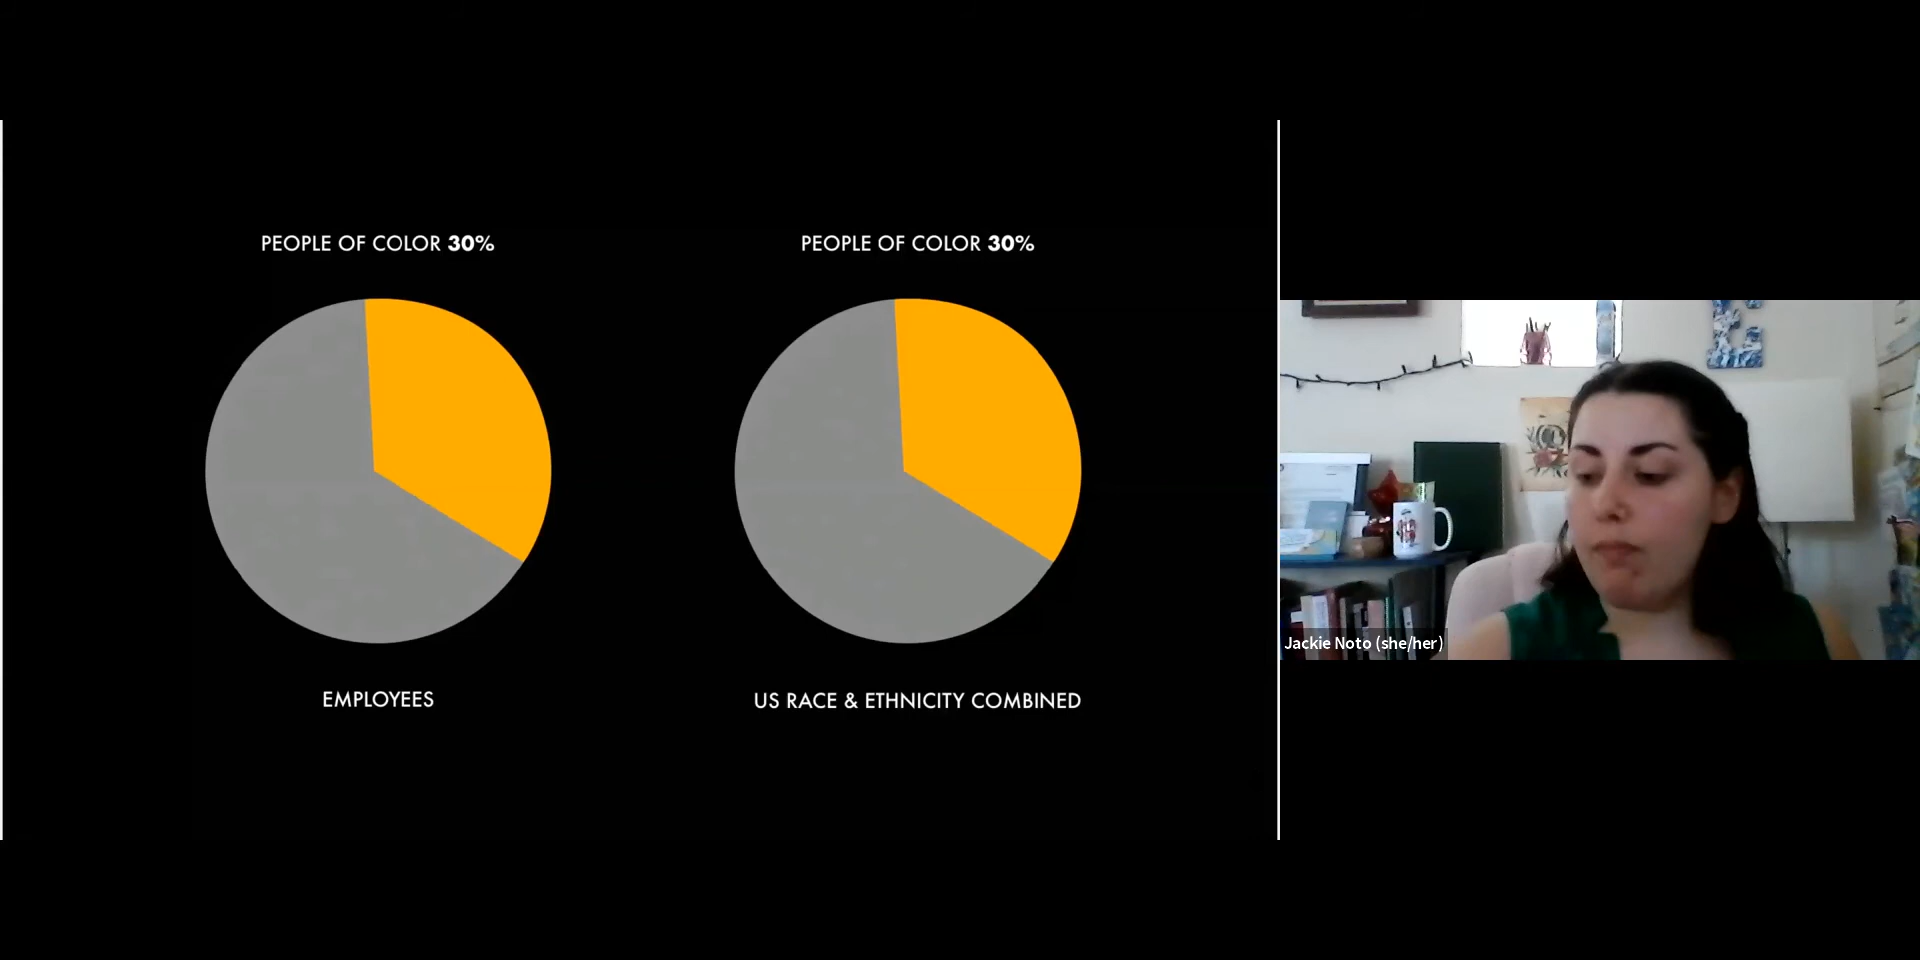 PEOPLE OF COLOR 30%
PEOPLE OF COLOR 30%
EMPLOYEES
US RACE & ETHNICITY COMBINED
Jackie Noto (she/her)